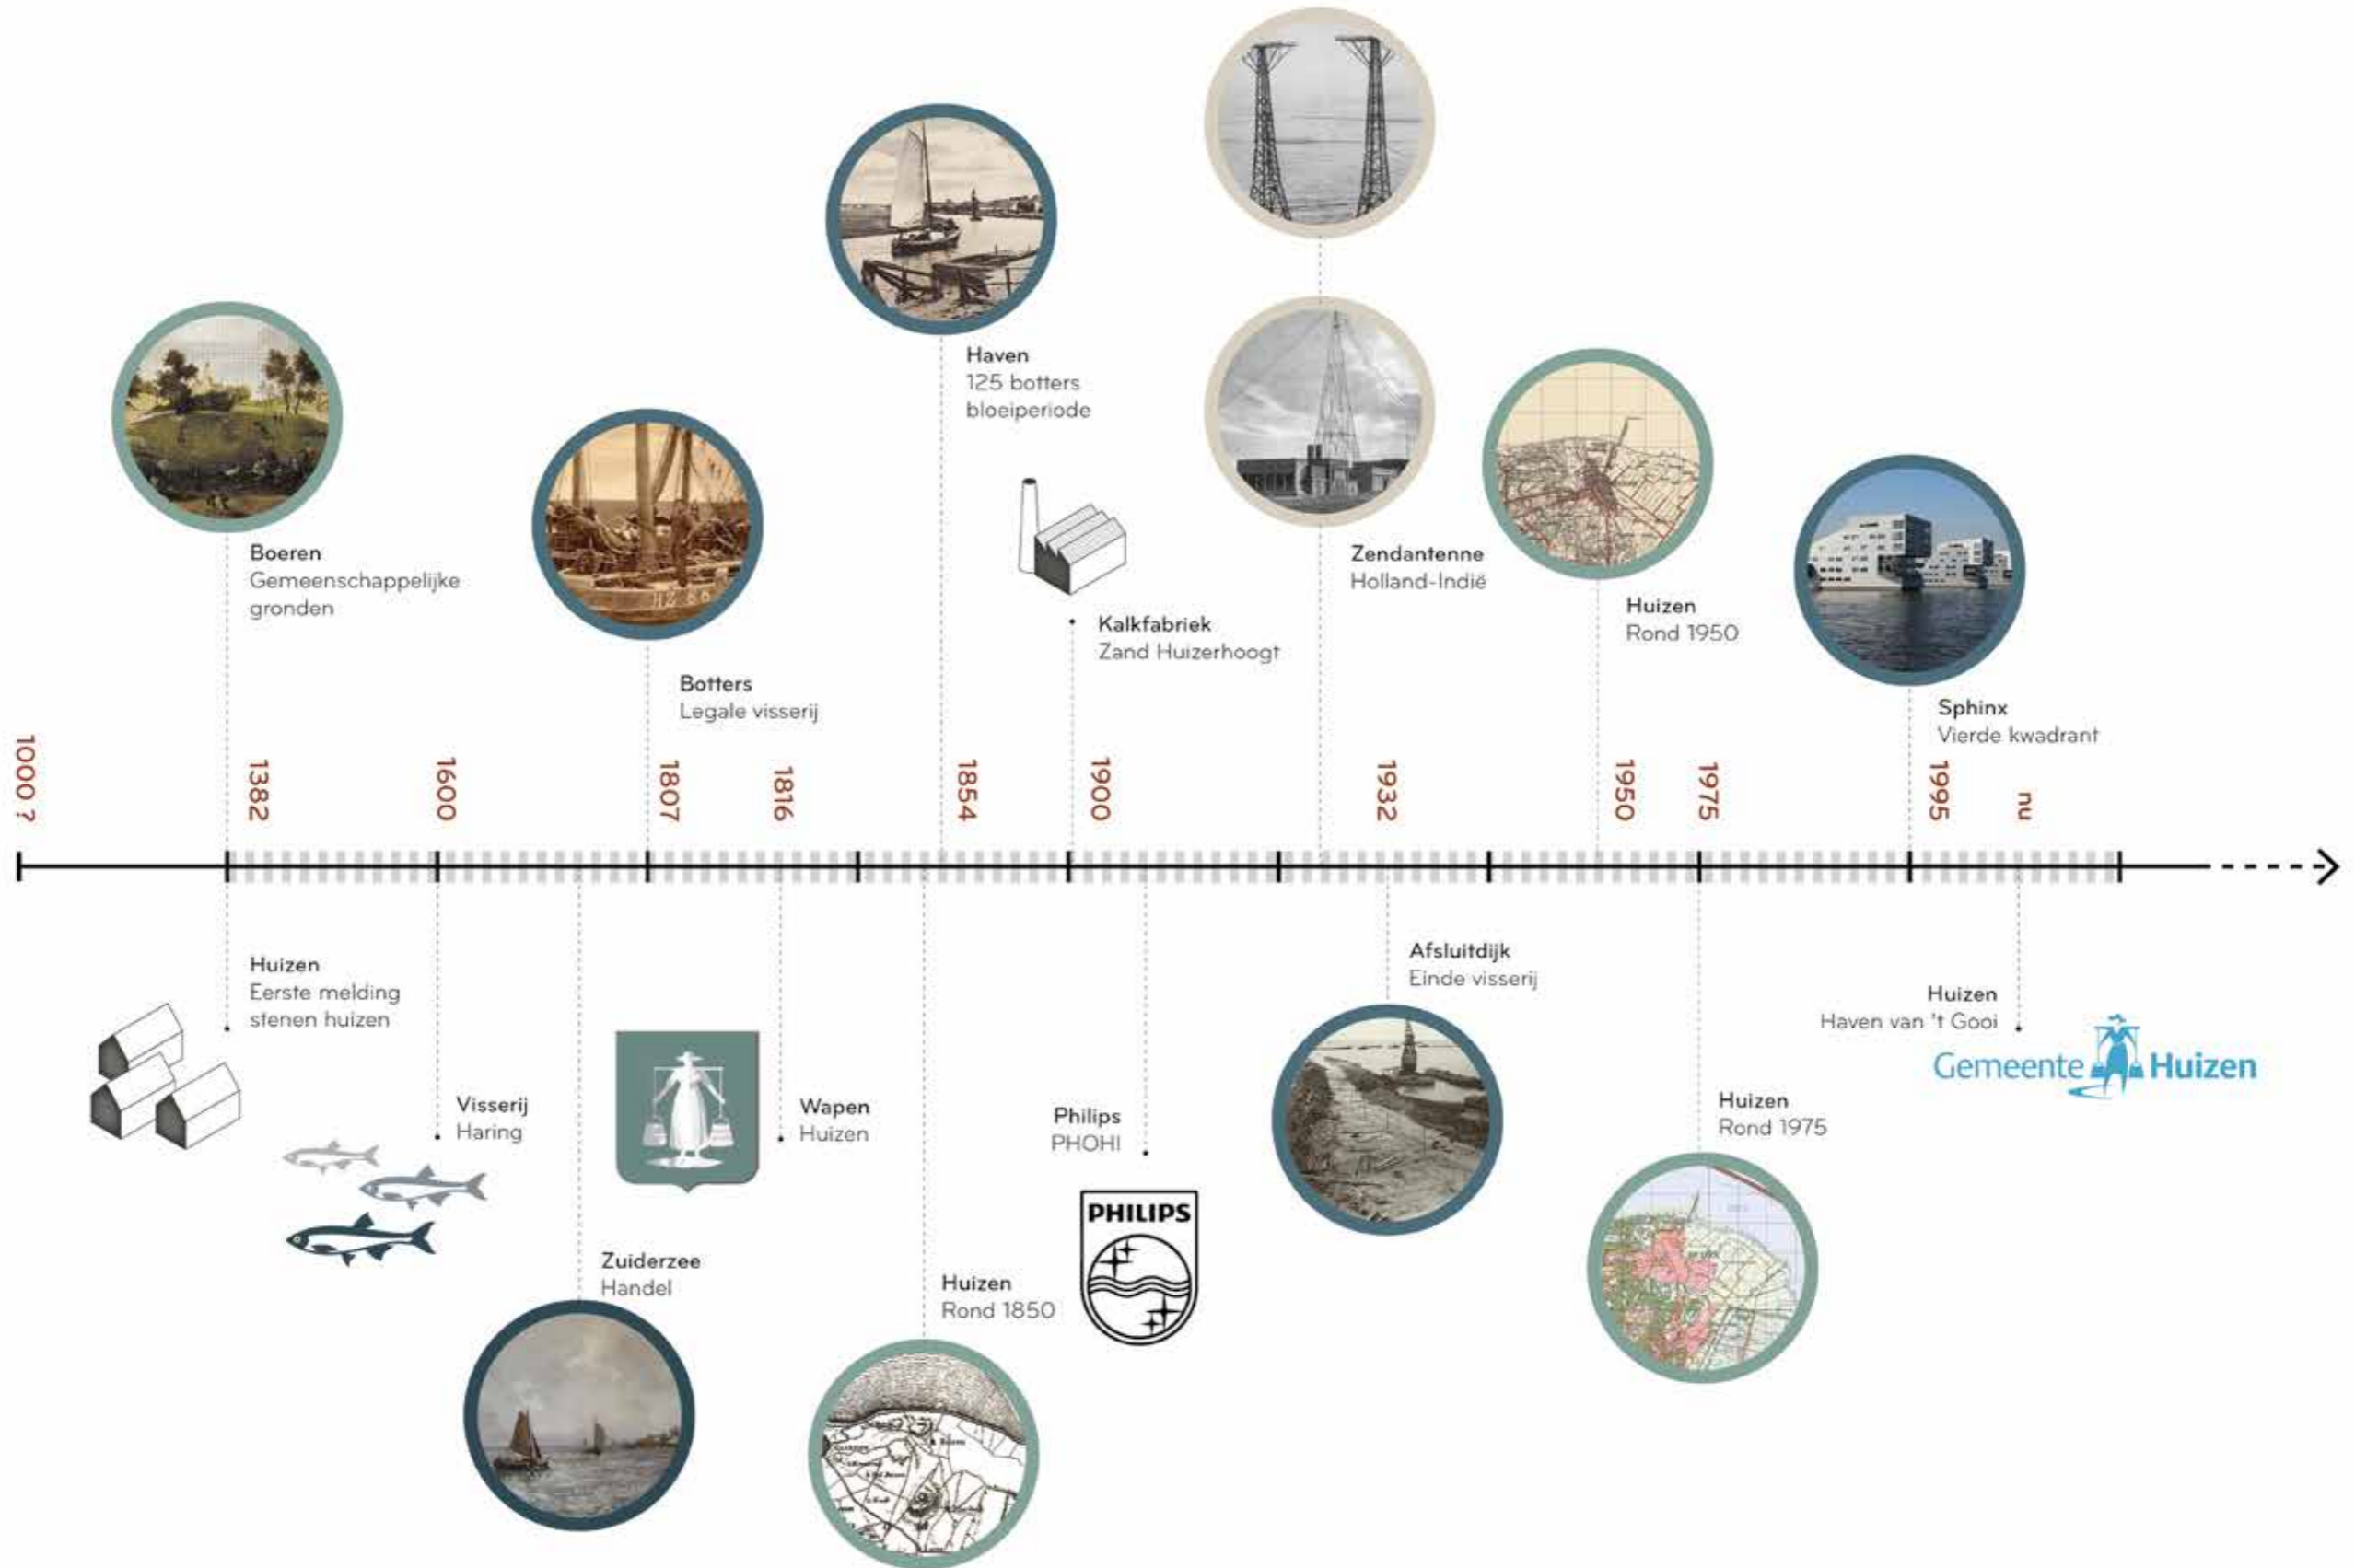 Haven
125 botters
bloeiperiode
Boeren
Gemeenschappelijke
gronden
Zendantenne
Holland-Indië
Huizen
Rond 1950
Kalkfabriek
Zand Huizerhoogt
Botters
Legale visserij
HZ 86
Sphinx
Vierde kwadrant
1000 ?
1382
1600
1807
1816
1854
1900
1932
1950
1975
1995
nu
Huizen
Eerste melding
stenen huizen
Afsluitdijk
Einde visserij
Huizen
Haven van 't Gooi
Gemeente Huizen
Visserij
Haring
Wapen
Huizen
Philips
PHOHI
Huizen
Rond 1975
PHILIPS
Zuiderzee
Handel
Huizen
Rond 1850